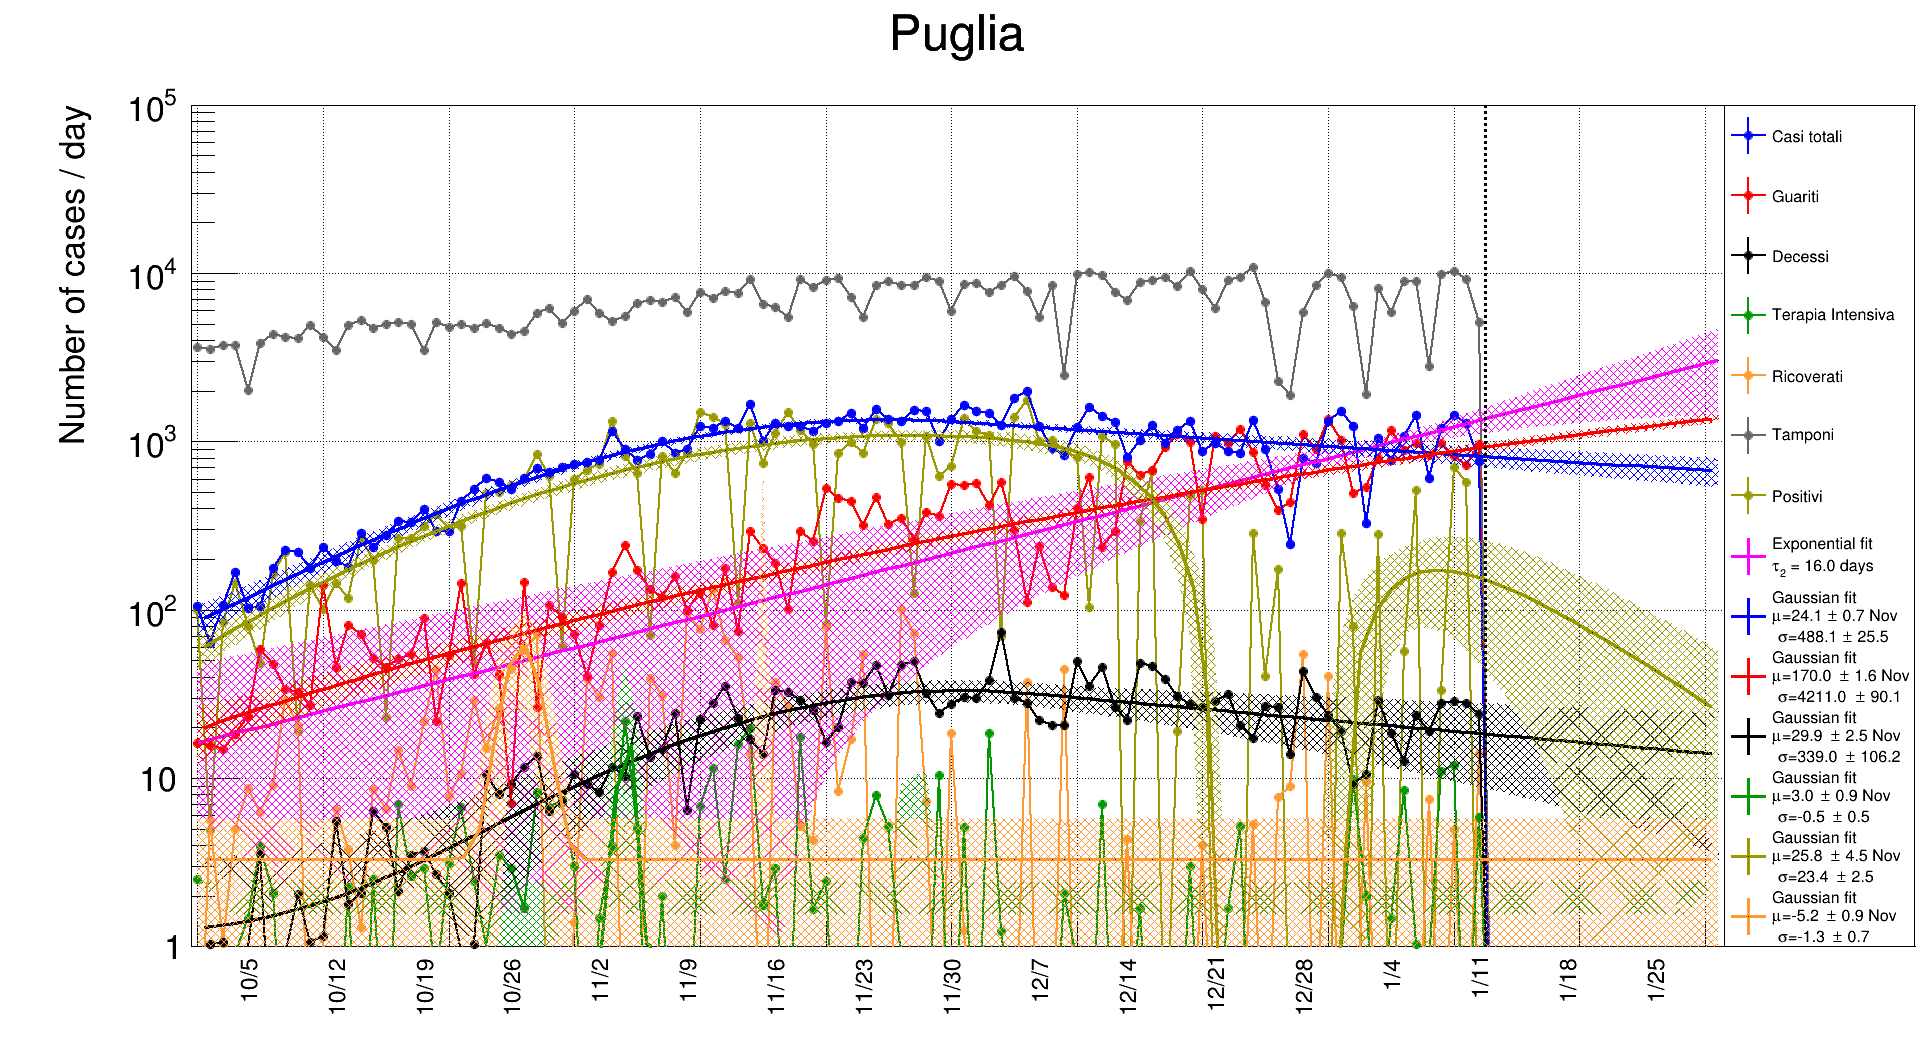 Puglia
Number of cases / day
10^5
10^4
10^3
10^2
10
1
10/5
10/12
10/19
10/26
11/2
11/9
11/16
11/23
11/30
12/7
12/14
12/21
12/28
1/4
1/11
1/18
1/25
Casi totali
Guariti
Decessi
Terapia Intensiva
Ricoverati
Tamponi
Positivi
Exponential fit
τ₂ = 16.0 days
Gaussian fit
μ=24.1 ± 0.7 Nov
σ=488.1 ± 25.5
Gaussian fit
μ=170.0 ± 1.6 Nov
σ=4211.0 ± 90.1
Gaussian fit
μ=29.9 ± 2.5 Nov
σ=339.0 ± 106.2
Gaussian fit
μ=3.0 ± 0.9 Nov
σ=-0.5 ± 0.5
Gaussian fit
μ=25.8 ± 4.5 Nov
σ=23.4 ± 2.5
Gaussian fit
μ=-5.2 ± 0.9 Nov
σ=-1.3 ± 0.7